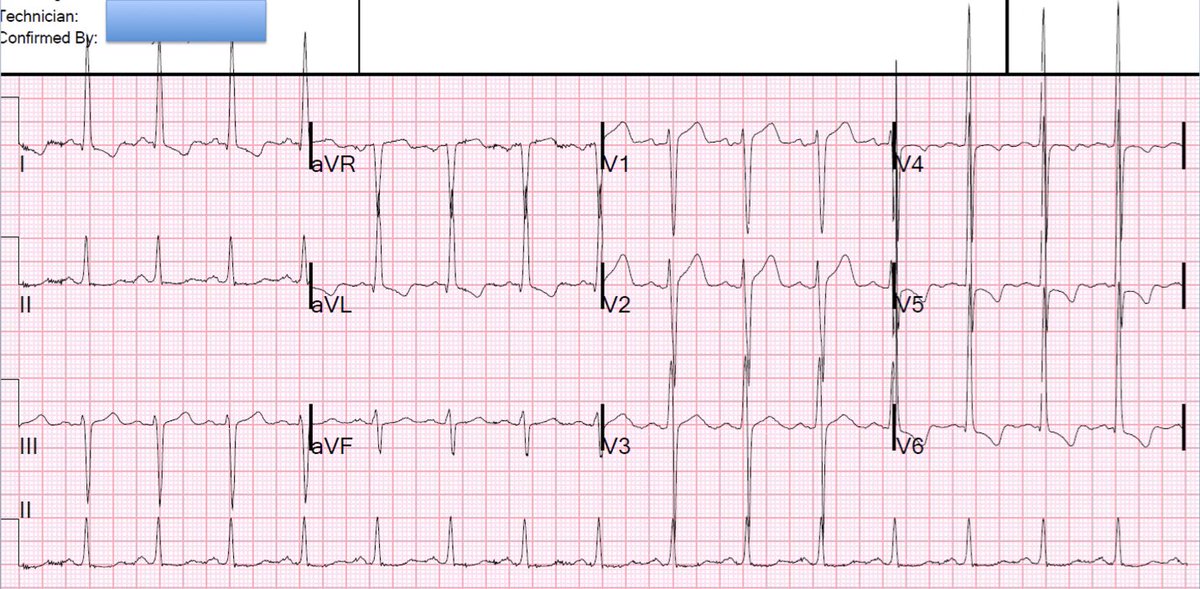 Technician:
Confirmed By:
I
aVR
V1
V4
II
aVL
V2
V5
III
aVF
V3
V6
II